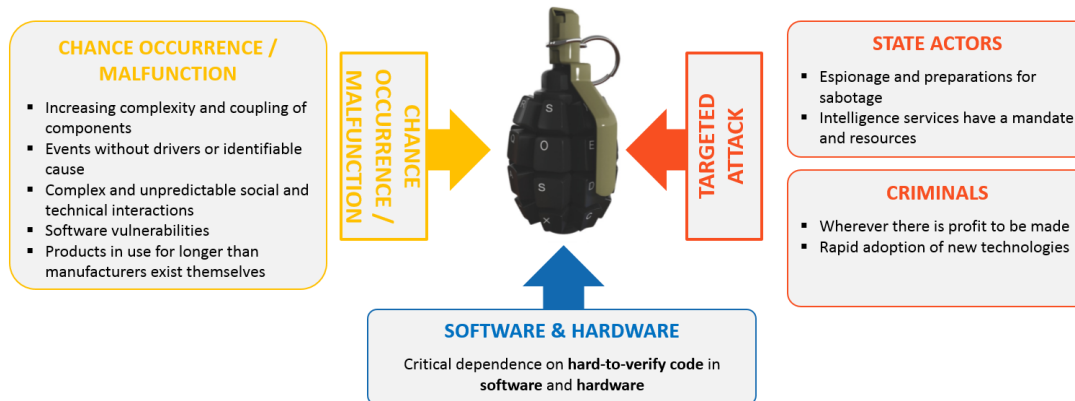 CHANCE OCCURRENCE /
MALFUNCTION
▪ Increasing complexity and coupling of
components
▪ Events without drivers or identifiable
cause
▪ Complex and unpredictable social and
technical interactions
▪ Software vulnerabilities
▪ Products in use for longer than
manufacturers exist themselves
CHANCE
OCCURRENCE /
MALFUNCTION
S
O E
S D
X
TARGETED
ATTACK
STATE ACTORS
▪ Espionage and preparations for
sabotage
▪ Intelligence services have a mandate
and resources
CRIMINALS
▪ Wherever there is profit to be made
▪ Rapid adoption of new technologies
SOFTWARE & HARDWARE
Critical dependence on hard-to-verify code in
software and hardware